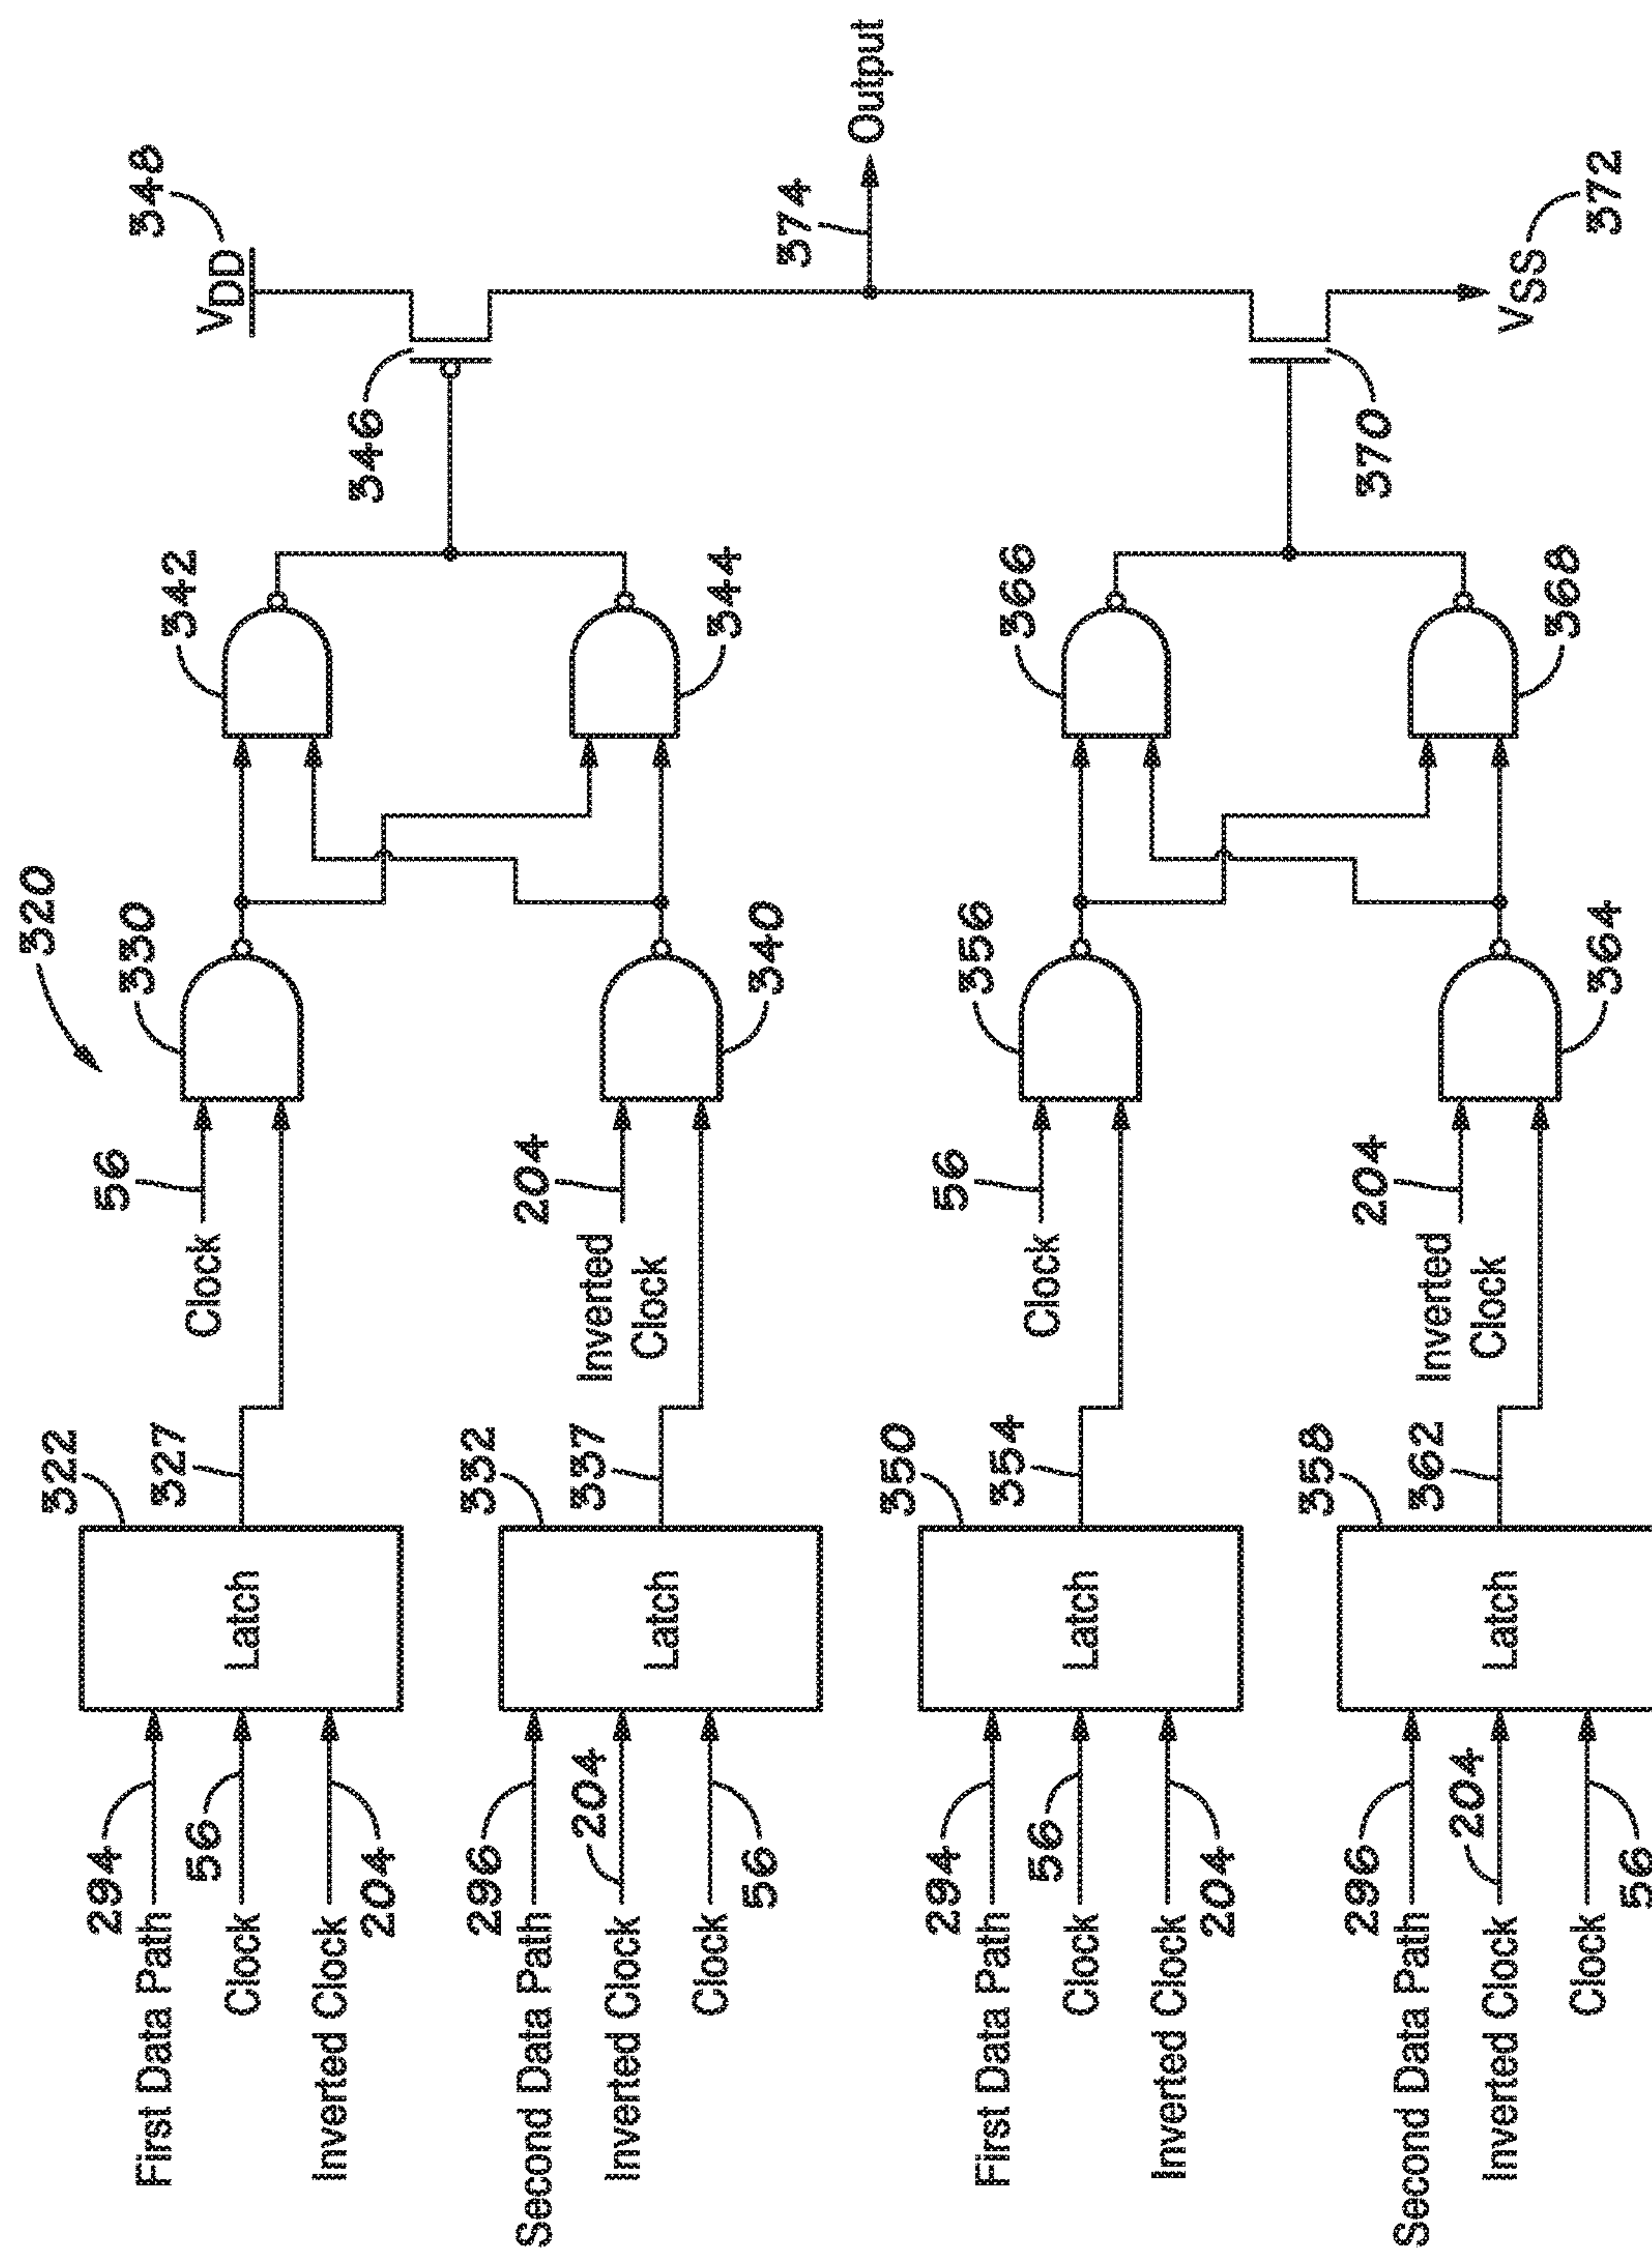 320
First Data Path
294
Clock
56
Inverted Clock
204
Latch
322
327
Clock
56
330
342
Second Data Path
296
Inverted Clock
204
Clock
56
Latch
332
337
Inverted
Clock
204
340
344
346
VDD
348
374
Output
First Data Path
294
Clock
56
Inverted Clock
204
Latch
350
354
Clock
56
356
366
Second Data Path
296
Inverted Clock
204
Clock
56
Latch
358
362
Inverted
Clock
204
364
368
370
VSS
372